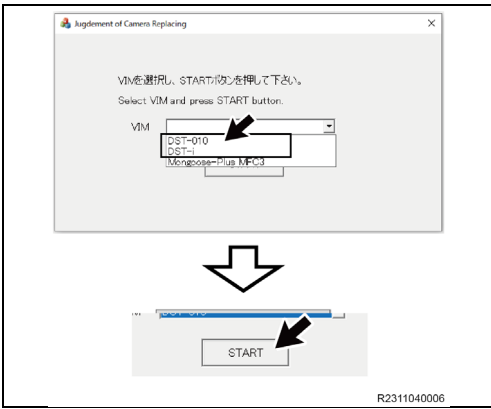 Jugdement of Camera Replacing
VIMを選択し、STARTボタンを押して下さい。
Select VIM and press START button.
VIM
DST-010
DST-i
Mongoose-Plus MFC3
START
R2311040006